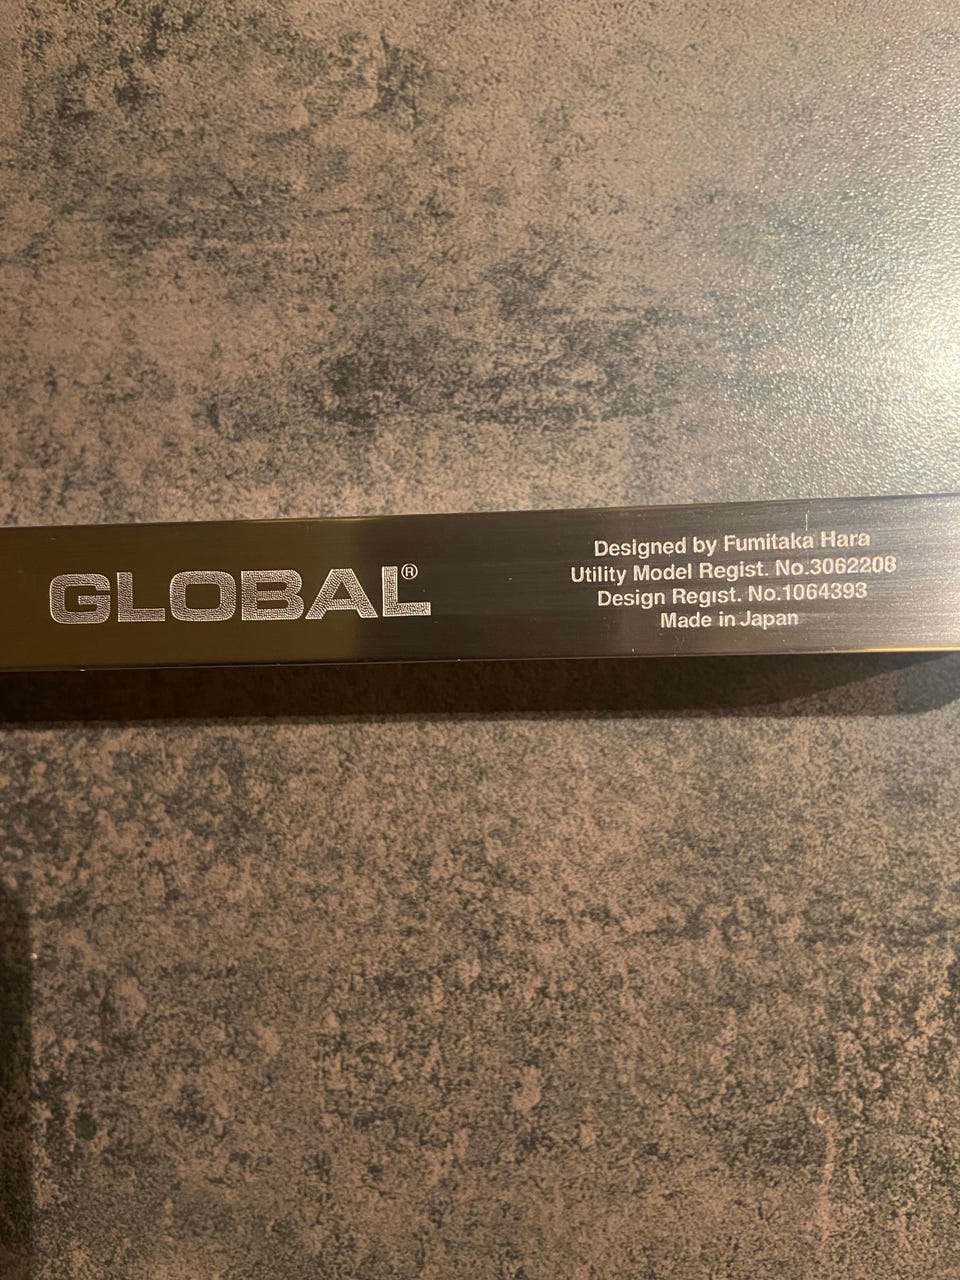 GLOBAL®
Designed by Fumitaka Hara
Utility Model Regist. No.3062208
Design Regist. No.1064393
Made in Japan